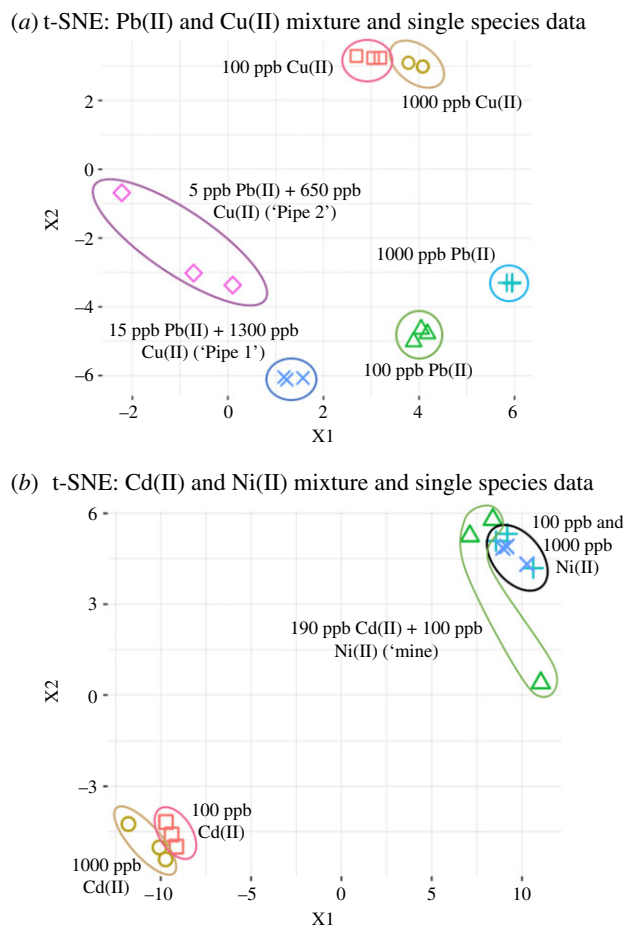 (a) t-SNE: Pb(II) and Cu(II) mixture and single species data
100 ppb Cu(II)
1000 ppb Cu(II)
5 ppb Pb(II) + 650 ppb
Cu(II) (‘Pipe 2’)
1000 ppb Pb(II)
15 ppb Pb(II) + 1300 ppb
Cu(II) (‘Pipe 1’)
100 ppb Pb(II)
X2
2
0
−2
−4
−6
−2
0
2
4
6
X1
(b) t-SNE: Cd(II) and Ni(II) mixture and single species data
100 ppb and
1000 ppb
Ni(II)
190 ppb Cd(II) + 100 ppb
Ni(II) (‘mine)
100 ppb
Cd(II)
1000 ppb
Cd(II)
X2
6
3
0
−3
−10
−5
0
5
10
X1